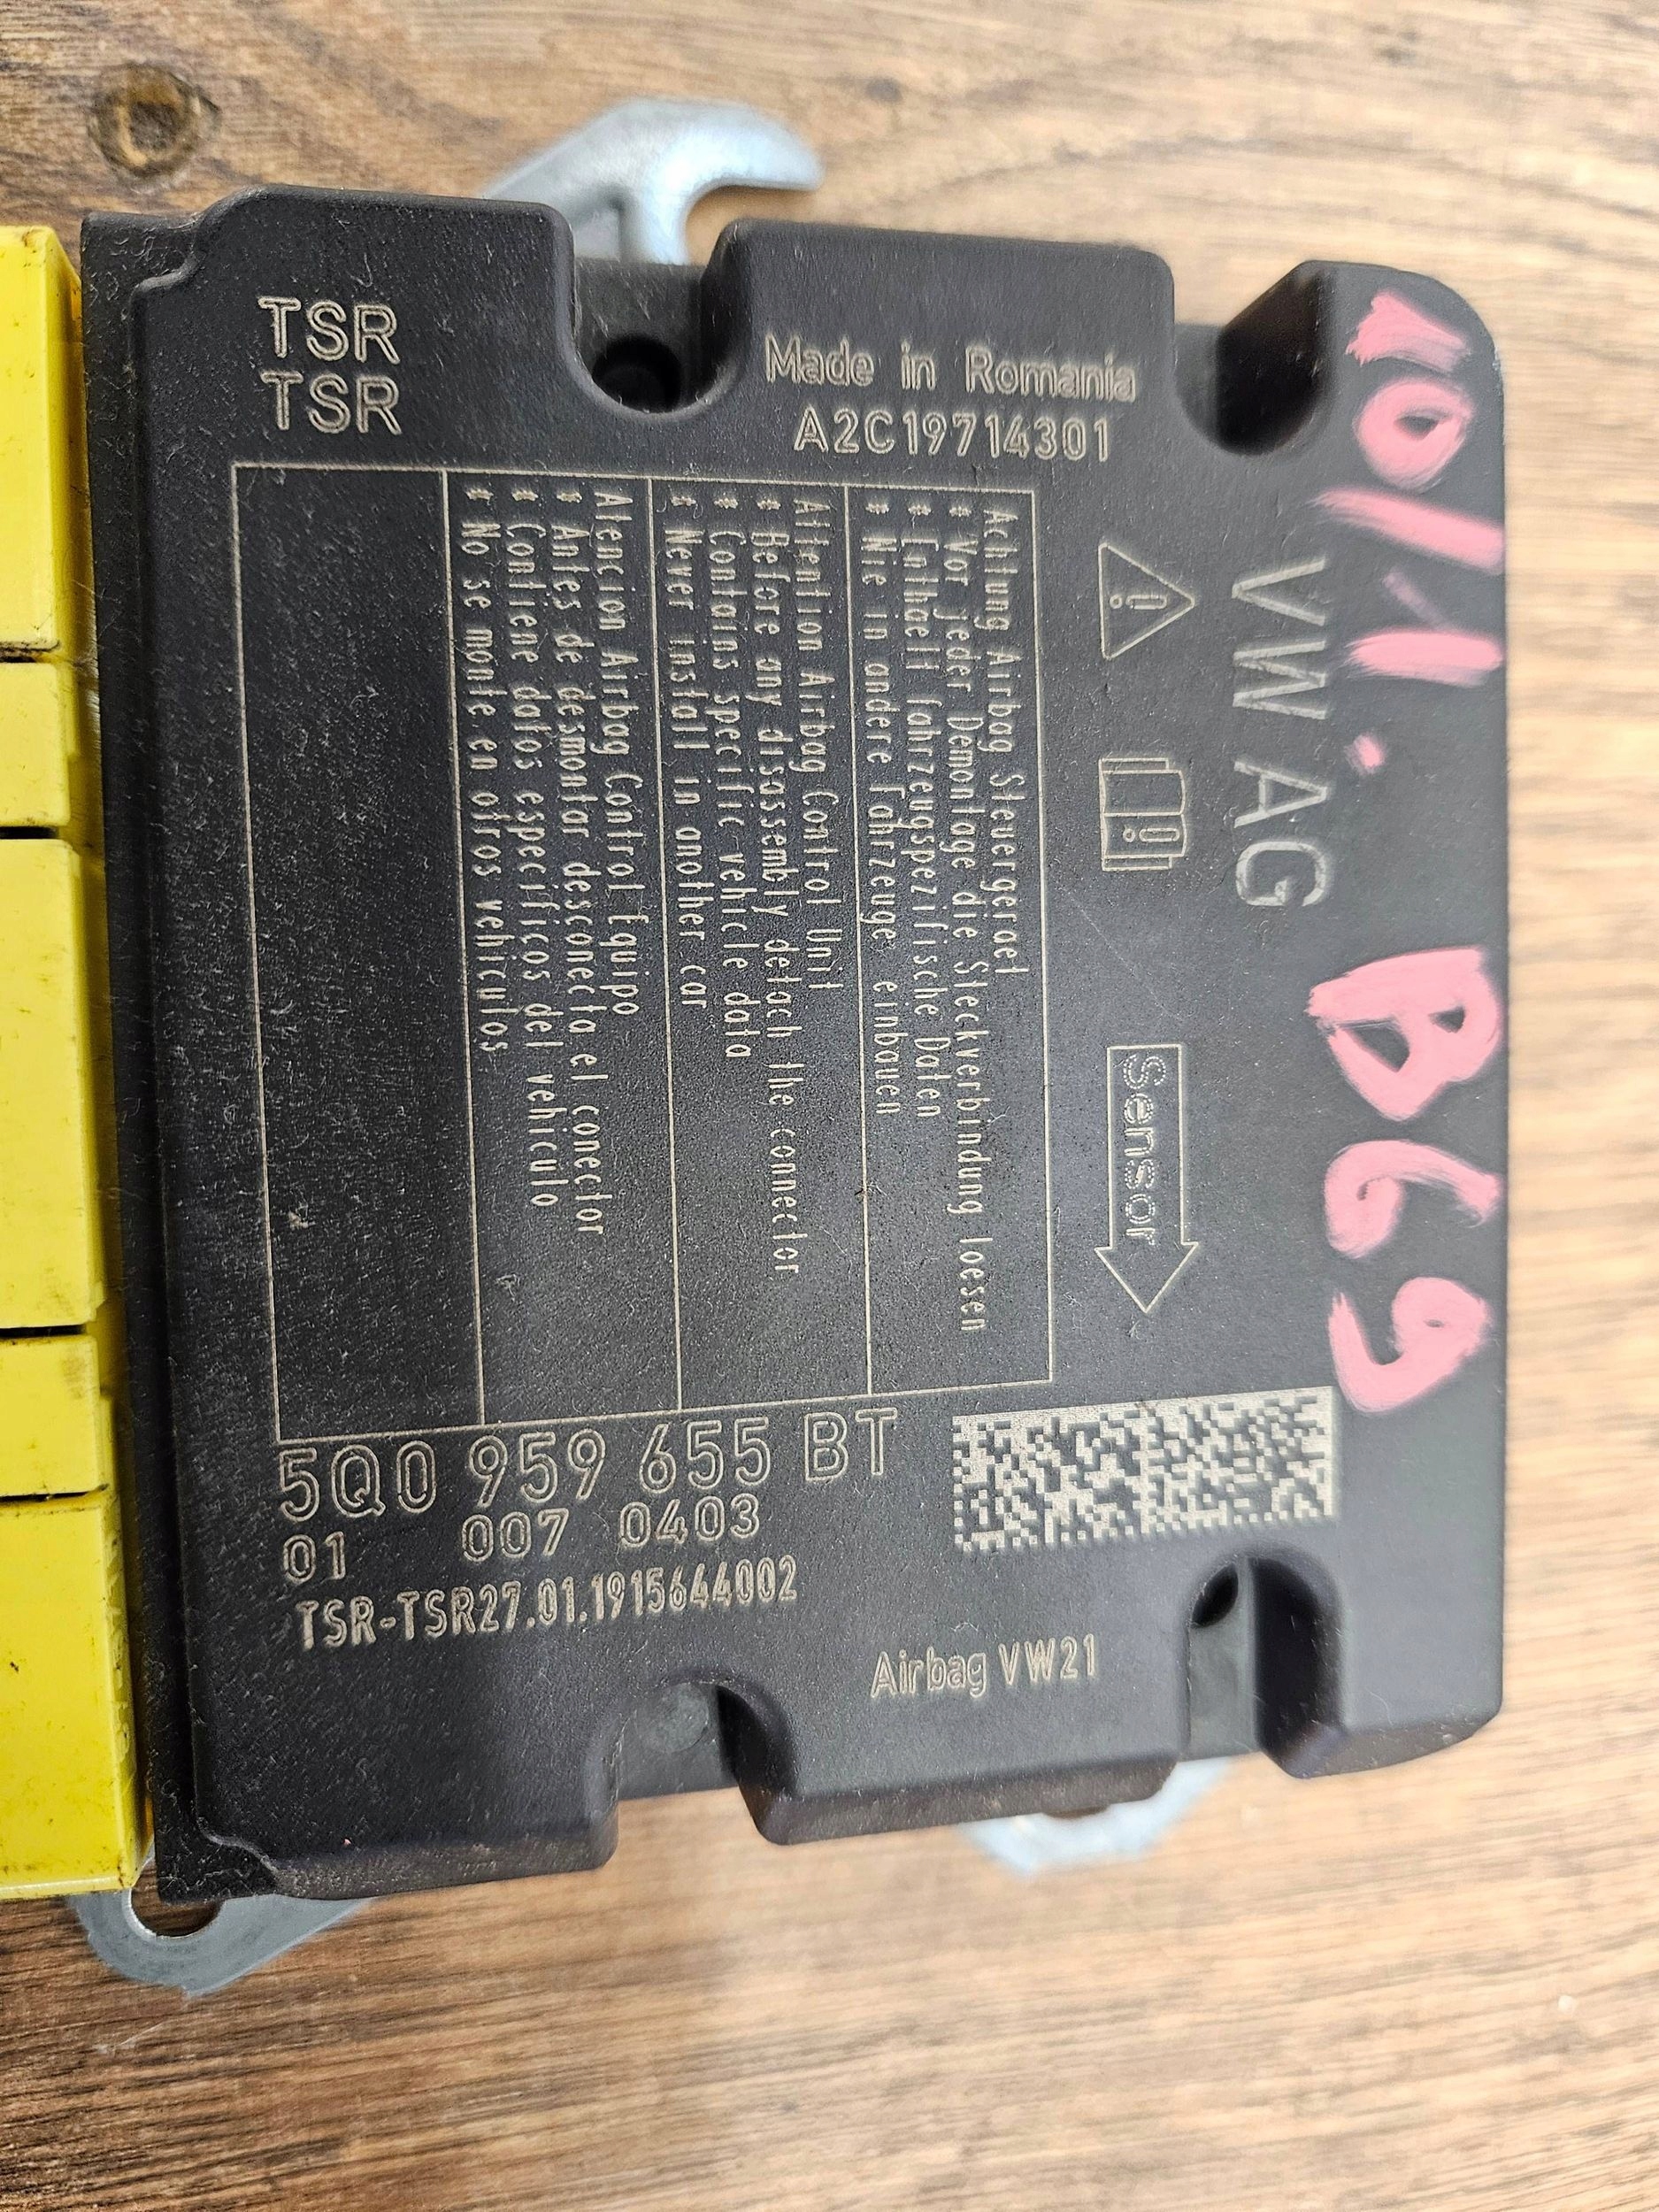 TSR
TSR
Made in Romania
A2C19714301
VW AG
Sensor
Achtung Airbag Steuergeraet
* Vor jeder Demontage die Steckverbindung loesen
* Enthaelt fahrzeugspezifische Daten
* Nie in andere Fahrzeuge einbauen
Attention Airbag Control Unit
* Before any disassembly detach the connector
* Contains specific vehicle data
* Never install in another car
Atencion Airbag Control Equipo
* Antes de desmontar desconecta el conector
* Contiene datos especificos del vehiculo
* No se monte en otros vehiculos
5Q0 959 655 BT
01 007 0403
TSR-TSR27.01.1915644002
Airbag VW21
B69